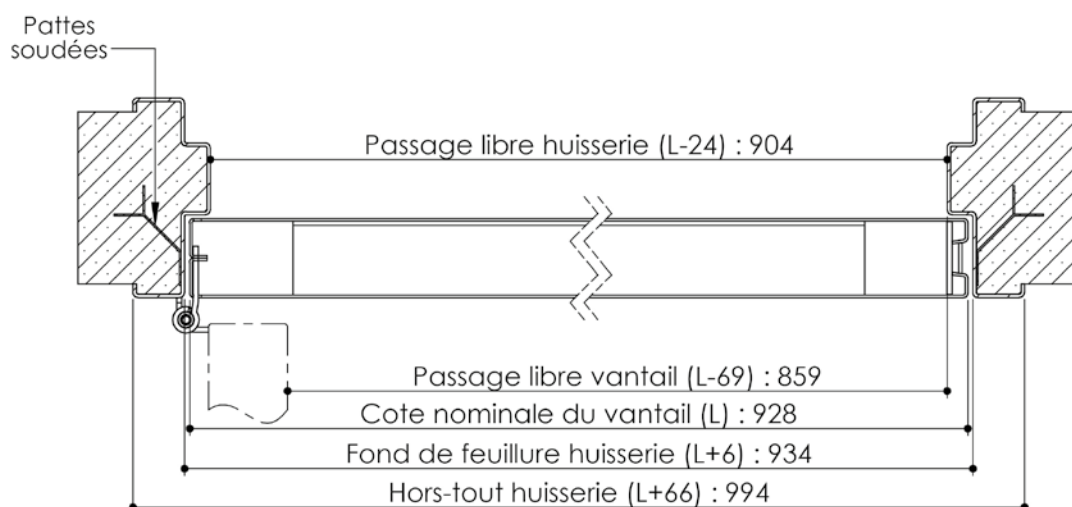 Pattes
soudées
Passage libre huisserie (L-24) : 904
Passage libre vantail (L-69) : 859
Cote nominale du vantail (L) : 928
Fond de feuillure huisserie (L+6) : 934
Hors-tout huisserie (L+66) : 994